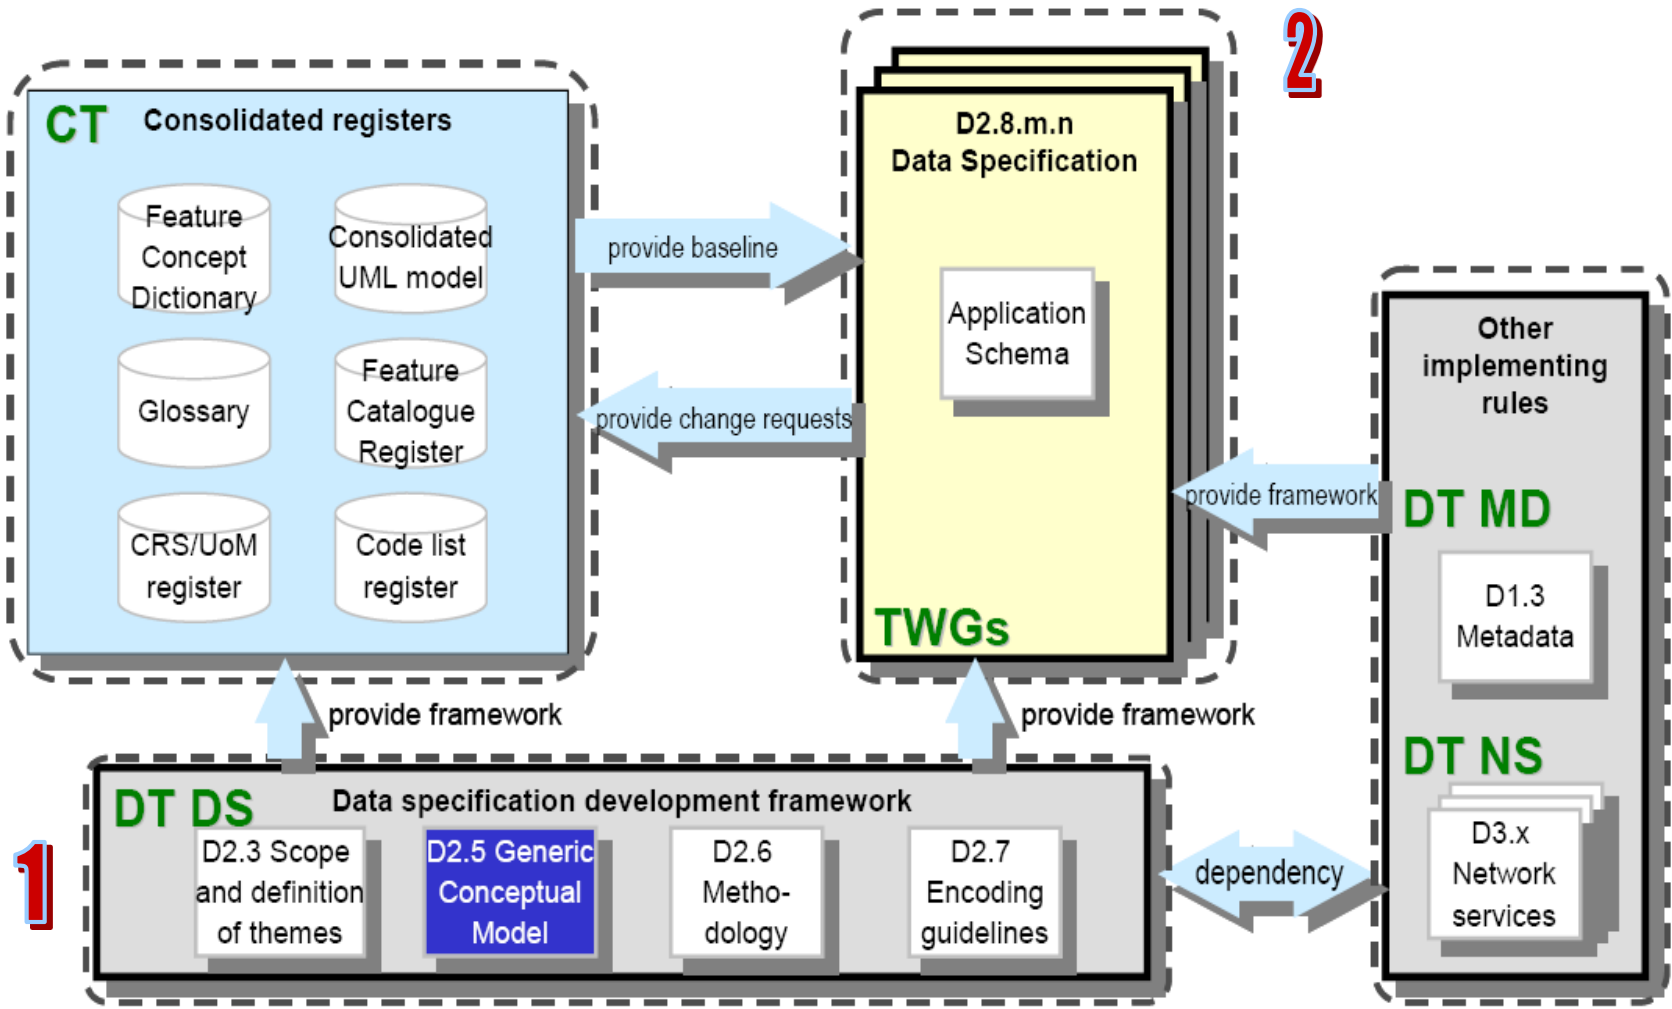 2
CT Consolidated registers
Feature
Concept
Dictionary
Consolidated
UML model
Glossary
Feature
Catalogue
Register
CRS/UoM
register
Code list
register
provide baseline
provide change requests
D2.8.m.n
Data Specification
Application
Schema
TWGs
provide framework
Other
implementing
rules
DT MD
D1.3
Metadata
DT NS
D3.x
Network
services
provide framework
provide framework
1
DT DS Data specification development framework
D2.3 Scope
and definition
of themes
D2.5 Generic
Conceptual
Model
D2.6
Metho-
dology
D2.7
Encoding
guidelines
dependency